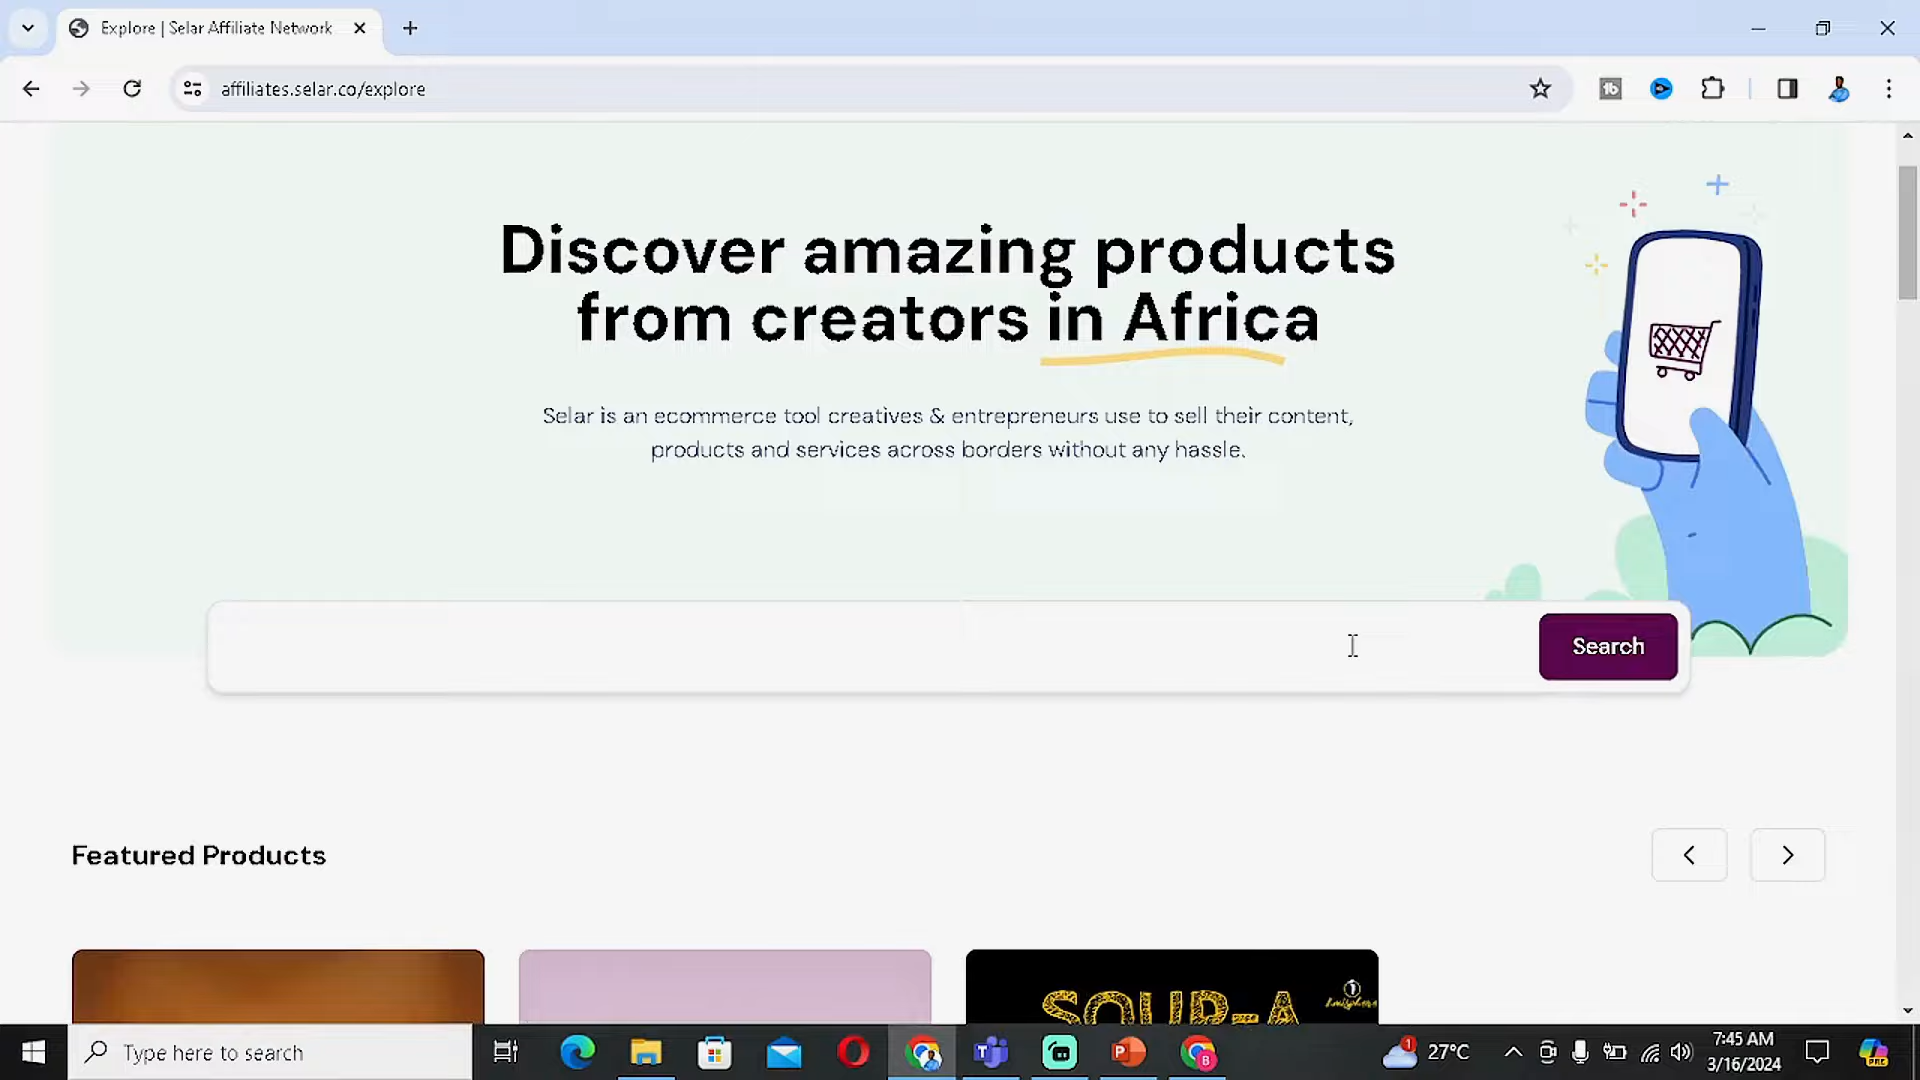 Explore | Selar Affiliate Network
affiliates.selar.co/explore
Discover amazing products
from creators in Africa
Selar is an ecommerce tool creatives & entrepreneurs use to sell their content,
products and services across borders without any hassle.
Search
Featured Products
SOUP-A
Type here to search
27°C
7:45 AM
3/16/2024